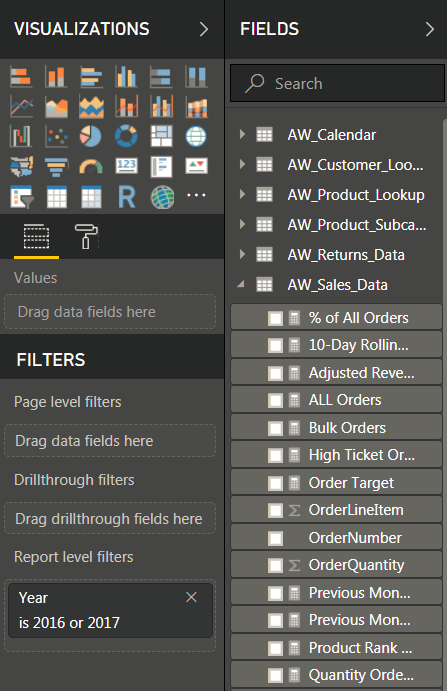 VISUALIZATIONS
123
R
...
Values
Drag data fields here
FILTERS
Page level filters
Drag data fields here
Drillthrough filters
Drag drillthrough fields here
Report level filters
Year
is 2016 or 2017
FIELDS
Search
AW_Calendar
AW_Customer_Loo...
AW_Product_Lookup
AW_Product_Subca...
AW_Returns_Data
AW_Sales_Data
% of All Orders
10-Day Rollin...
Adjusted Reve...
ALL Orders
Bulk Orders
High Ticket Or...
Order Target
Σ OrderLineItem
OrderNumber
Σ OrderQuantity
Previous Mon...
Previous Mon...
Product Rank ...
Quantity Orde...